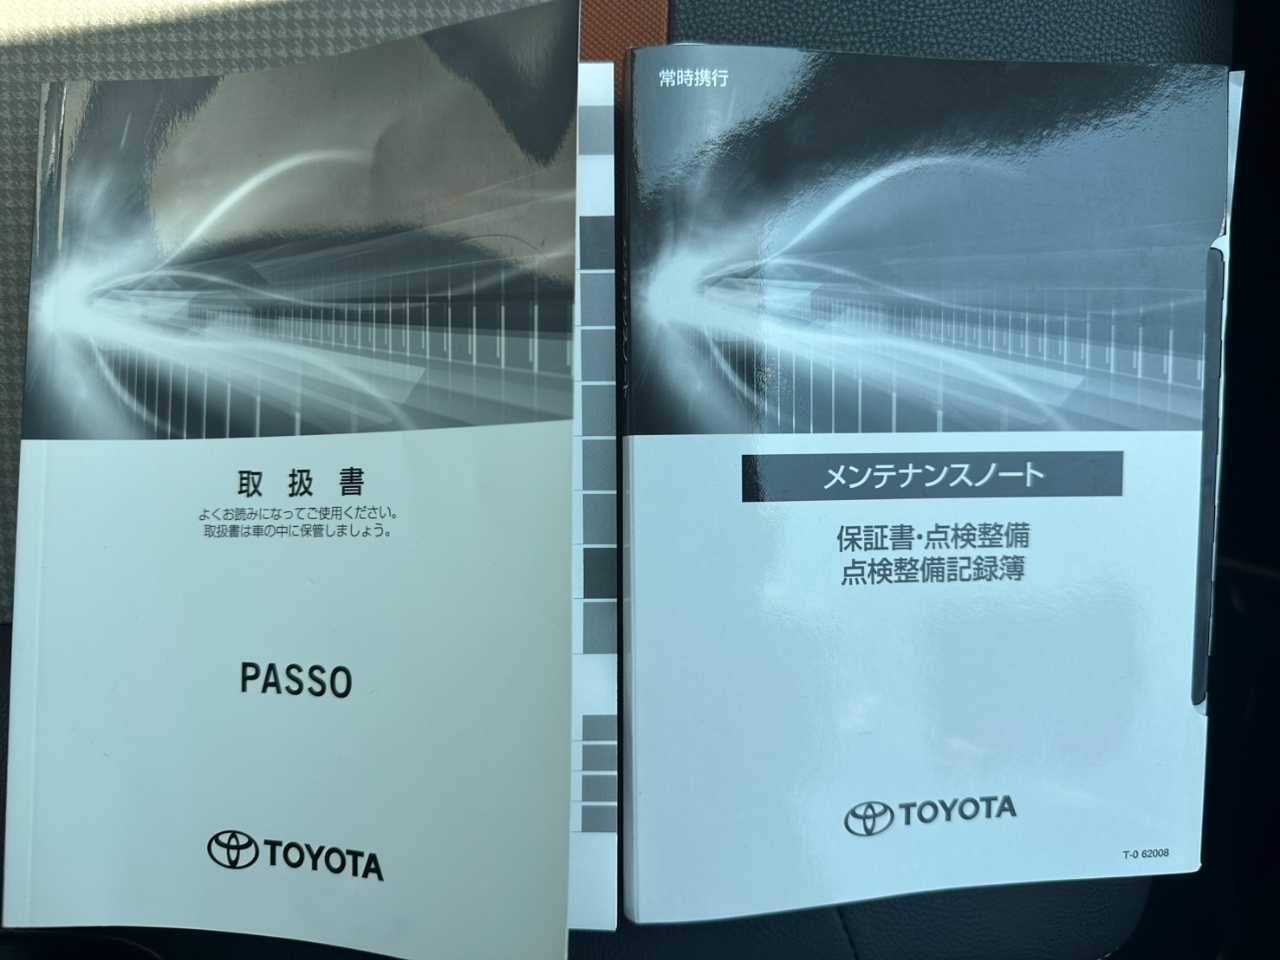 取扱書
よくお読みになってご使用ください。
取扱書は車の中に保管しましょう。
PASSO
TOYOTA
常時携行
メンテナンスノート
保証書・点検整備
点検整備記録簿
TOYOTA
T-0 62008